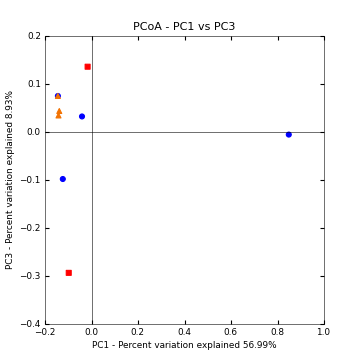 PCoA - PC1 vs PC3
0.2
0.1
0.0
−0.1
−0.2
−0.3
−0.4
PC3 - Percent variation explained 8.93%
−0.2 0.0 0.2 0.4 0.6 0.8 1.0
PC1 - Percent variation explained 56.99%